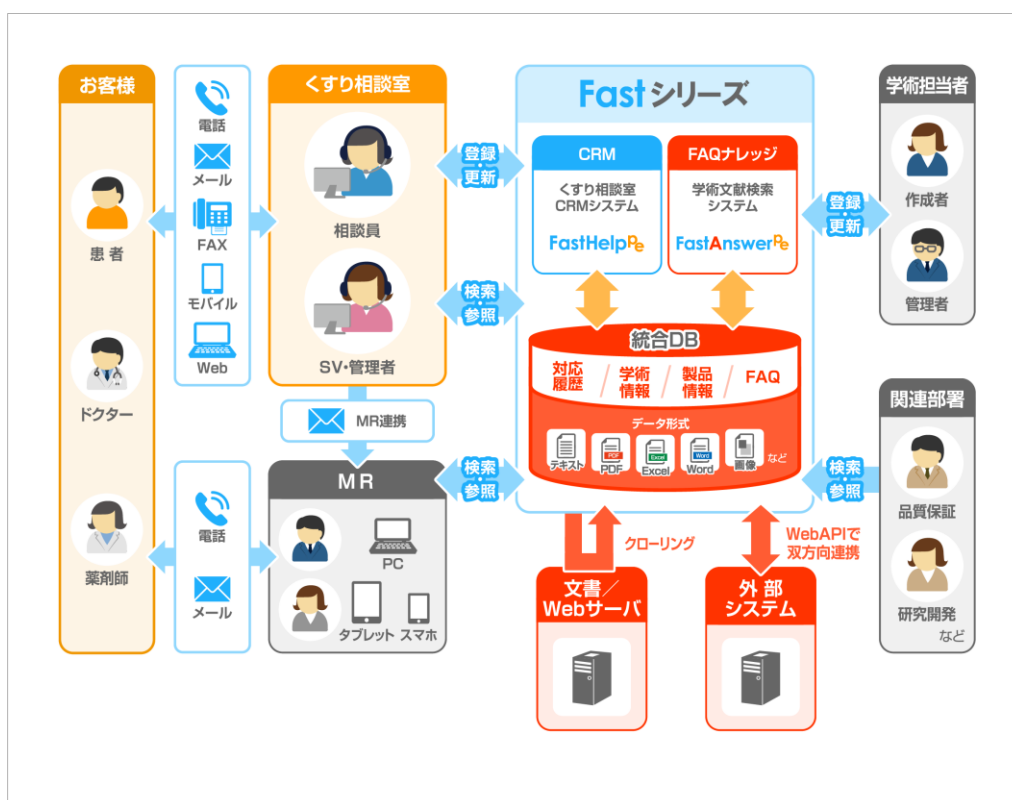 お客様
患者
ドクター
薬剤師
電話
メール
FAX
モバイル
Web
電話
メール
くすり相談室
相談員
SV・管理者
MR連携
MR
PC
タブレット スマホ
登録
・
更新
検索
・
参照
検索
・
参照
Fastシリーズ
CRM
くすり相談室
CRMシステム
FastHelpPe
FAQナレッジ
学術文献検索
システム
FastAnswerPe
統合DB
対応
履歴
／
学術
情報
／
製品
情報
／
FAQ
データ形式
テキスト
PDF
PDF
Excel
Excel
Word
Word
画像
など
クローリング
WebAPIで
双方向連携
文書／
Webサーバ
外部
システム
登録
・
更新
検索
・
参照
学術担当者
作成者
管理者
関連部署
品質保証
研究開発
など